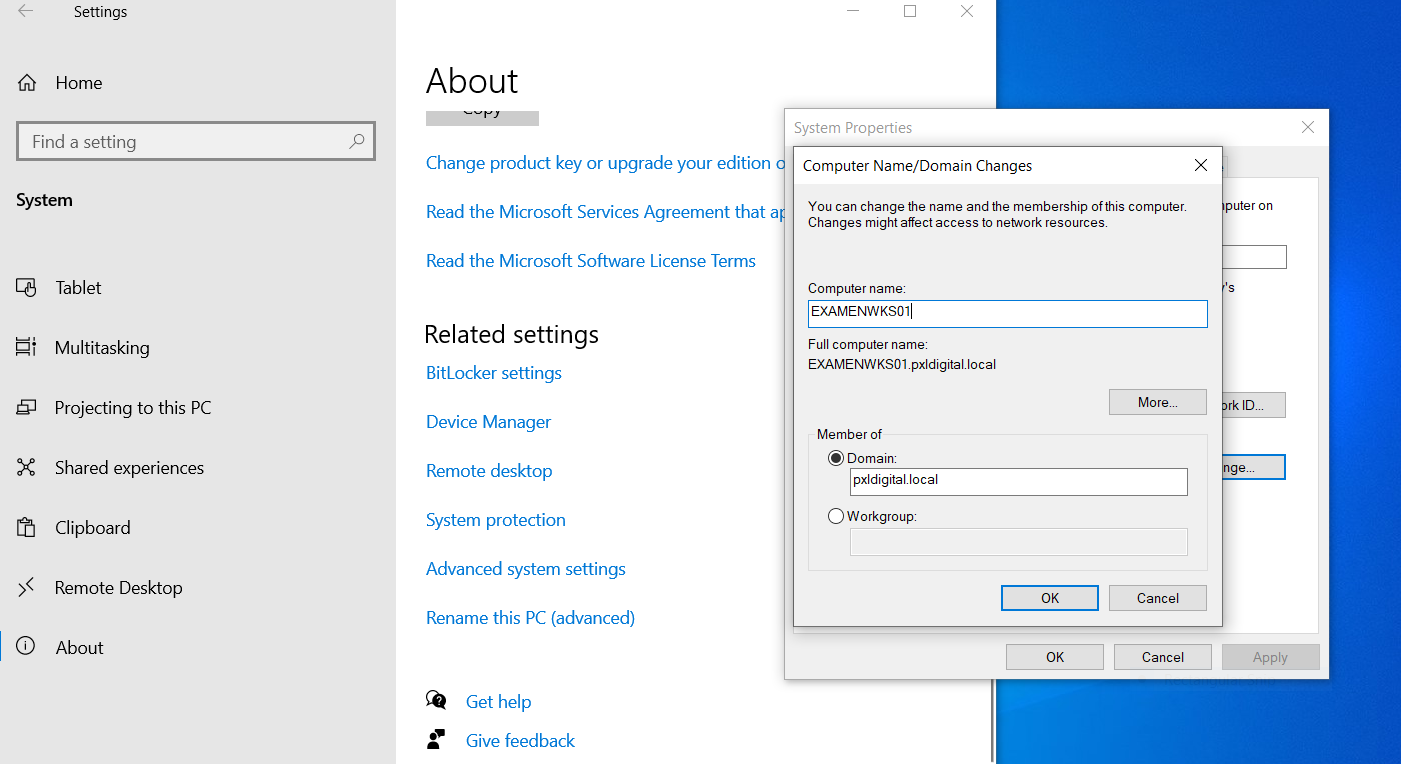 Settings
Home
Find a setting
System
Tablet
Multitasking
Projecting to this PC
Shared experiences
Clipboard
Remote Desktop
About
About
Copy
Change product key or upgrade your edition o
Read the Microsoft Services Agreement that ap
Read the Microsoft Software License Terms
Related settings
BitLocker settings
Device Manager
Remote desktop
System protection
Advanced system settings
Rename this PC (advanced)
Get help
Give feedback
System Properties
Computer Name/Domain Changes
You can change the name and the membership of this computer.
Changes might affect access to network resources.
Computer name:
EXAMENWKS01
Full computer name:
EXAMENWKS01.pxldigital.local
More...
Member of
Domain:
pxldigital.local
Workgroup:
OK Cancel
mputer on
y's
ork ID...
nge...
OK Cancel Apply